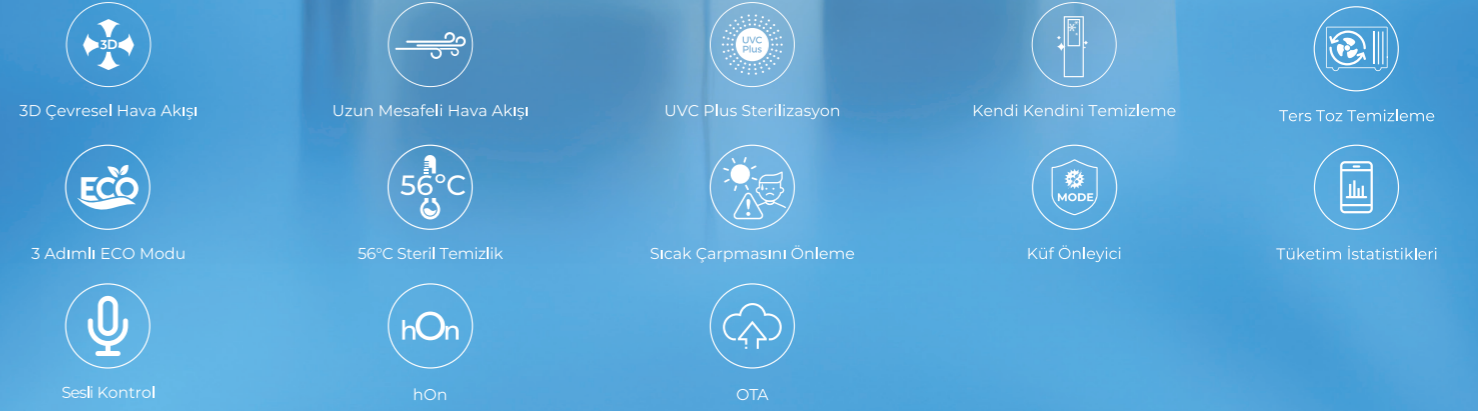 3D
UVC
Plus
3D Çevresel Hava Akışı
Uzun Mesafeli Hava Akışı
UVC Plus Sterilizasyon
Kendi Kendini Temizleme
Ters Toz Temizleme
ECO
56°C
MODE
3 Adımlı ECO Modu
56°C Steril Temizlik
Sıcak Çarpmasını Önleme
Küf Önleyici
Tüketim İstatistikleri
hOn
Sesli Kontrol
hOn
OTA